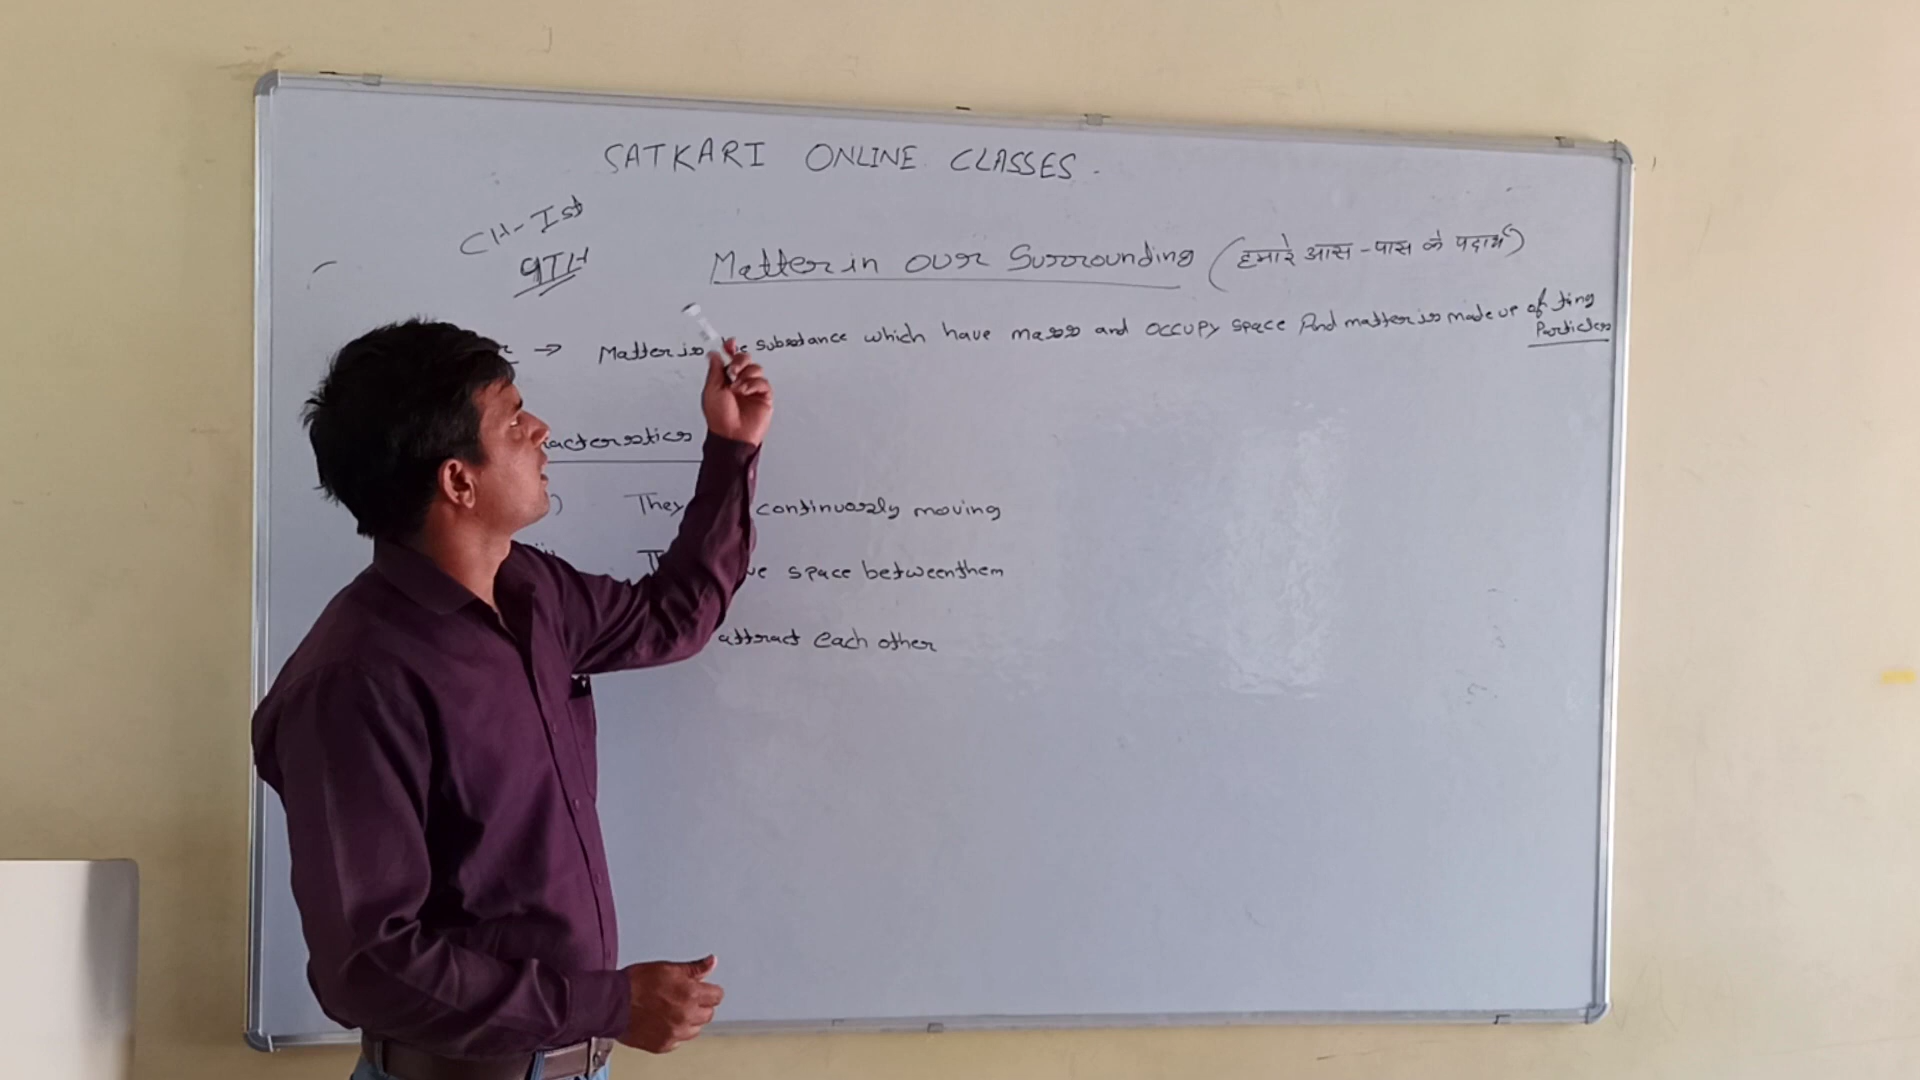 SATKARI ONLINE CLASSES.
CH-Ist
9TH
Matter in our Surrounding (हमारे आस-पास के पदार्थ)
→ Matter is substance which have mass and occupy space And matter is made up of tiny
Particles
They continuously moving
space between them
attract each other